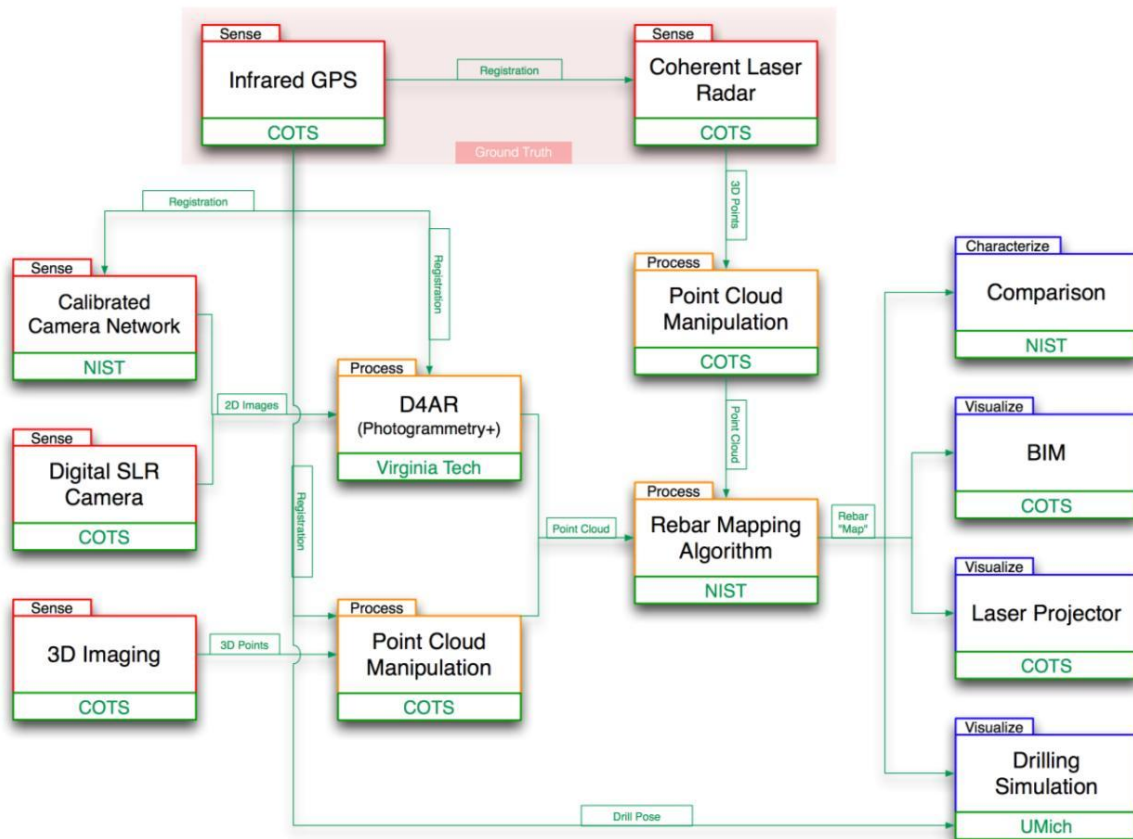 Sense
Infrared GPS
COTS
Registration
Sense
Coherent Laser
Radar
COTS
Ground Truth
Registration
Registration
3D Points
Sense
Calibrated
Camera Network
NIST
Process
Point Cloud
Manipulation
COTS
Characterize
Comparison
NIST
2D Images
Process
D4AR
(Photogrammetry+)
Virginia Tech
Point Cloud
Visualize
BIM
COTS
Sense
Digital SLR
Camera
COTS
Registration
Point Cloud
Process
Rebar Mapping
Algorithm
NIST
Rebar
"Map"
Visualize
Laser Projector
COTS
Sense
3D Imaging
COTS
3D Points
Process
Point Cloud
Manipulation
COTS
Visualize
Drilling
Simulation
UMich
Drill Pose